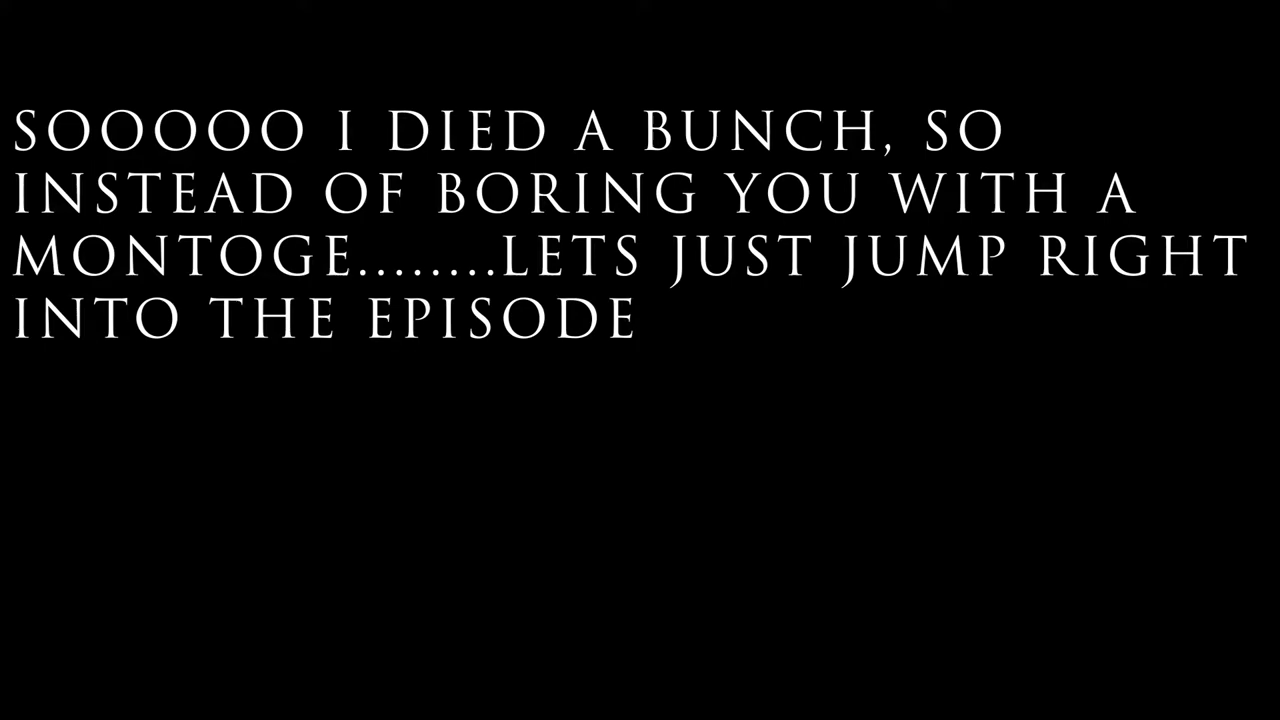 SOOOOO I DIED A BUNCH, SO
INSTEAD OF BORING YOU WITH A
MONTOGE........LETS JUST JUMP RIGHT
INTO THE EPISODE